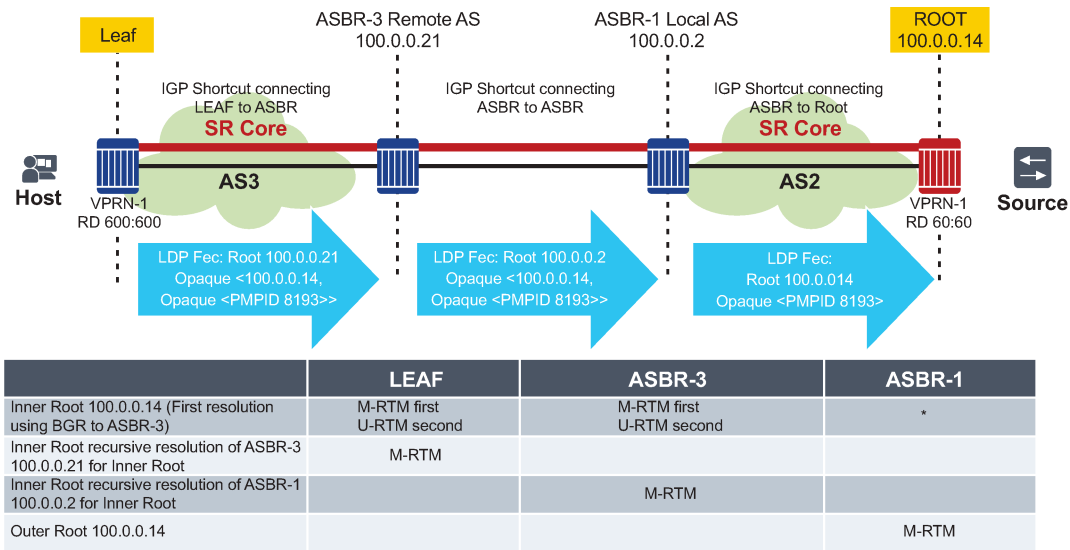 Leaf
ASBR-3 Remote AS
100.0.0.21
ASBR-1 Local AS
100.0.0.2
ROOT
100.0.0.14
IGP Shortcut connecting
LEAF to ASBR
SR Core
IGP Shortcut connecting
ASBR to ASBR
IGP Shortcut connecting
ASBR to Root
SR Core
AS3
AS2
Host
Source
VPRN-1
RD 600:600
VPRN-1
RD 60:60
LDP Fec: Root 100.0.0.21
Opaque <100.0.0.14,
Opaque <PMPID 8193>>
LDP Fec: Root 100.0.0.2
Opaque <100.0.0.14,
Opaque <PMPID 8193>>
LDP Fec:
Root 100.0.014
Opaque <PMPID 8193>
LEAF
ASBR-3
ASBR-1
Inner Root 100.0.0.14 (First resolution
using BGR to ASBR-3)
M-RTM first
U-RTM second
M-RTM first
U-RTM second
*
Inner Root recursive resolution of ASBR-3
100.0.0.21 for Inner Root
M-RTM
Inner Root recursive resolution of ASBR-1
100.0.0.2 for Inner Root
M-RTM
Outer Root 100.0.0.14
M-RTM